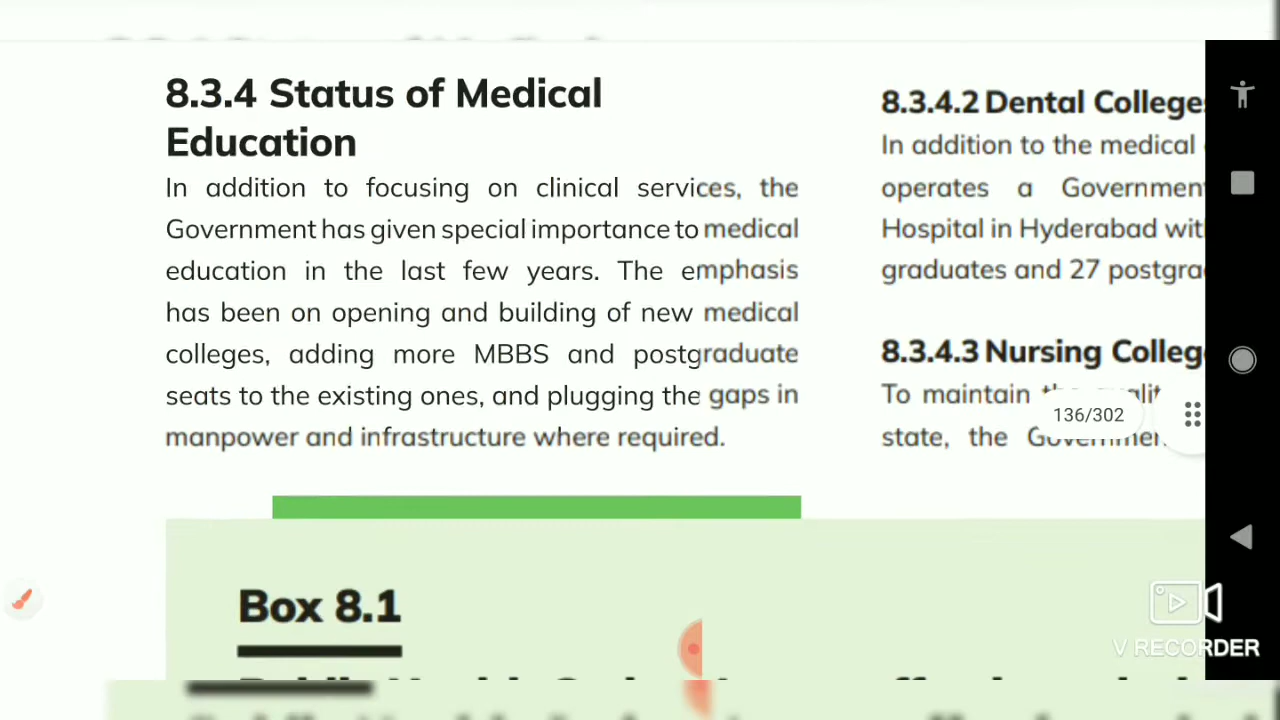 8.3.4 Status of Medical
Education
In addition to focusing on clinical services, the
Government has given special importance to medical
education in the last few years. The emphasis
has been on opening and building of new medical
colleges, adding more MBBS and postgraduate
seats to the existing ones, and plugging the gaps in
manpower and infrastructure where required.
8.3.4.2 Dental Colleges
In addition to the medical
operates a Government
Hospital in Hyderabad with
graduates and 27
8.3.4.3 Nursing
To maintain the
state, the Government
136/302
Box 8.1
V RECORDER